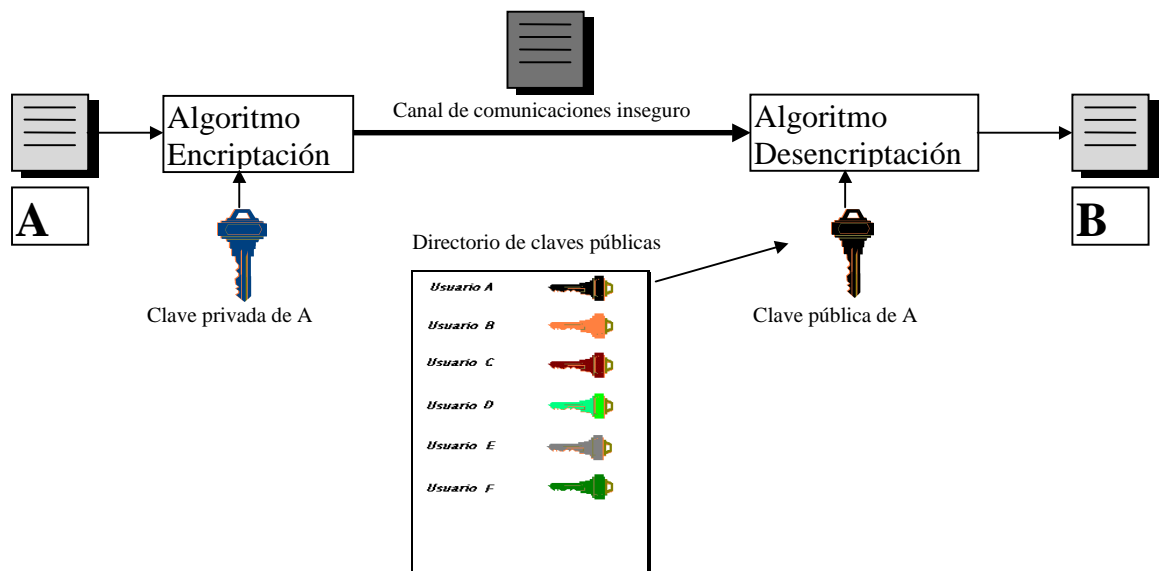 Canal de comunicaciones inseguro
Algoritmo
Encriptación
Algoritmo
Desencriptación
A
B
Directorio de claves públicas
Clave privada de A
Clave pública de A
Usuario A
Usuario B
Usuario C
Usuario D
Usuario E
Usuario F